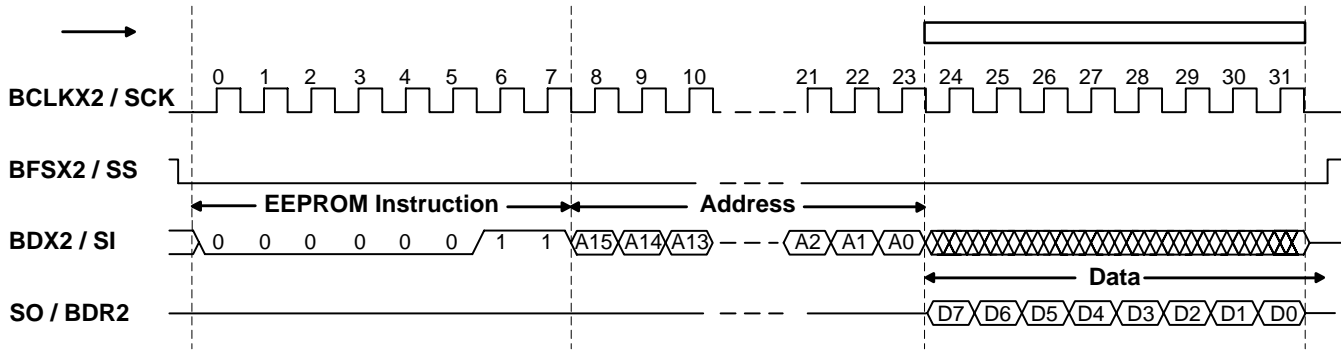 0 1 2 3 4 5 6 7 8 9 10 21 22 23 24 25 26 27 28 29 30 31
BCLKX2 / SCK
BFSX2 / SS
EEPROM Instruction Address
BDX2 / SI 0 0 0 0 0 0 1 1 A15 A14 A13 A2 A1 A0
Data
SO / BDR2 D7 D6 D5 D4 D3 D2 D1 D0